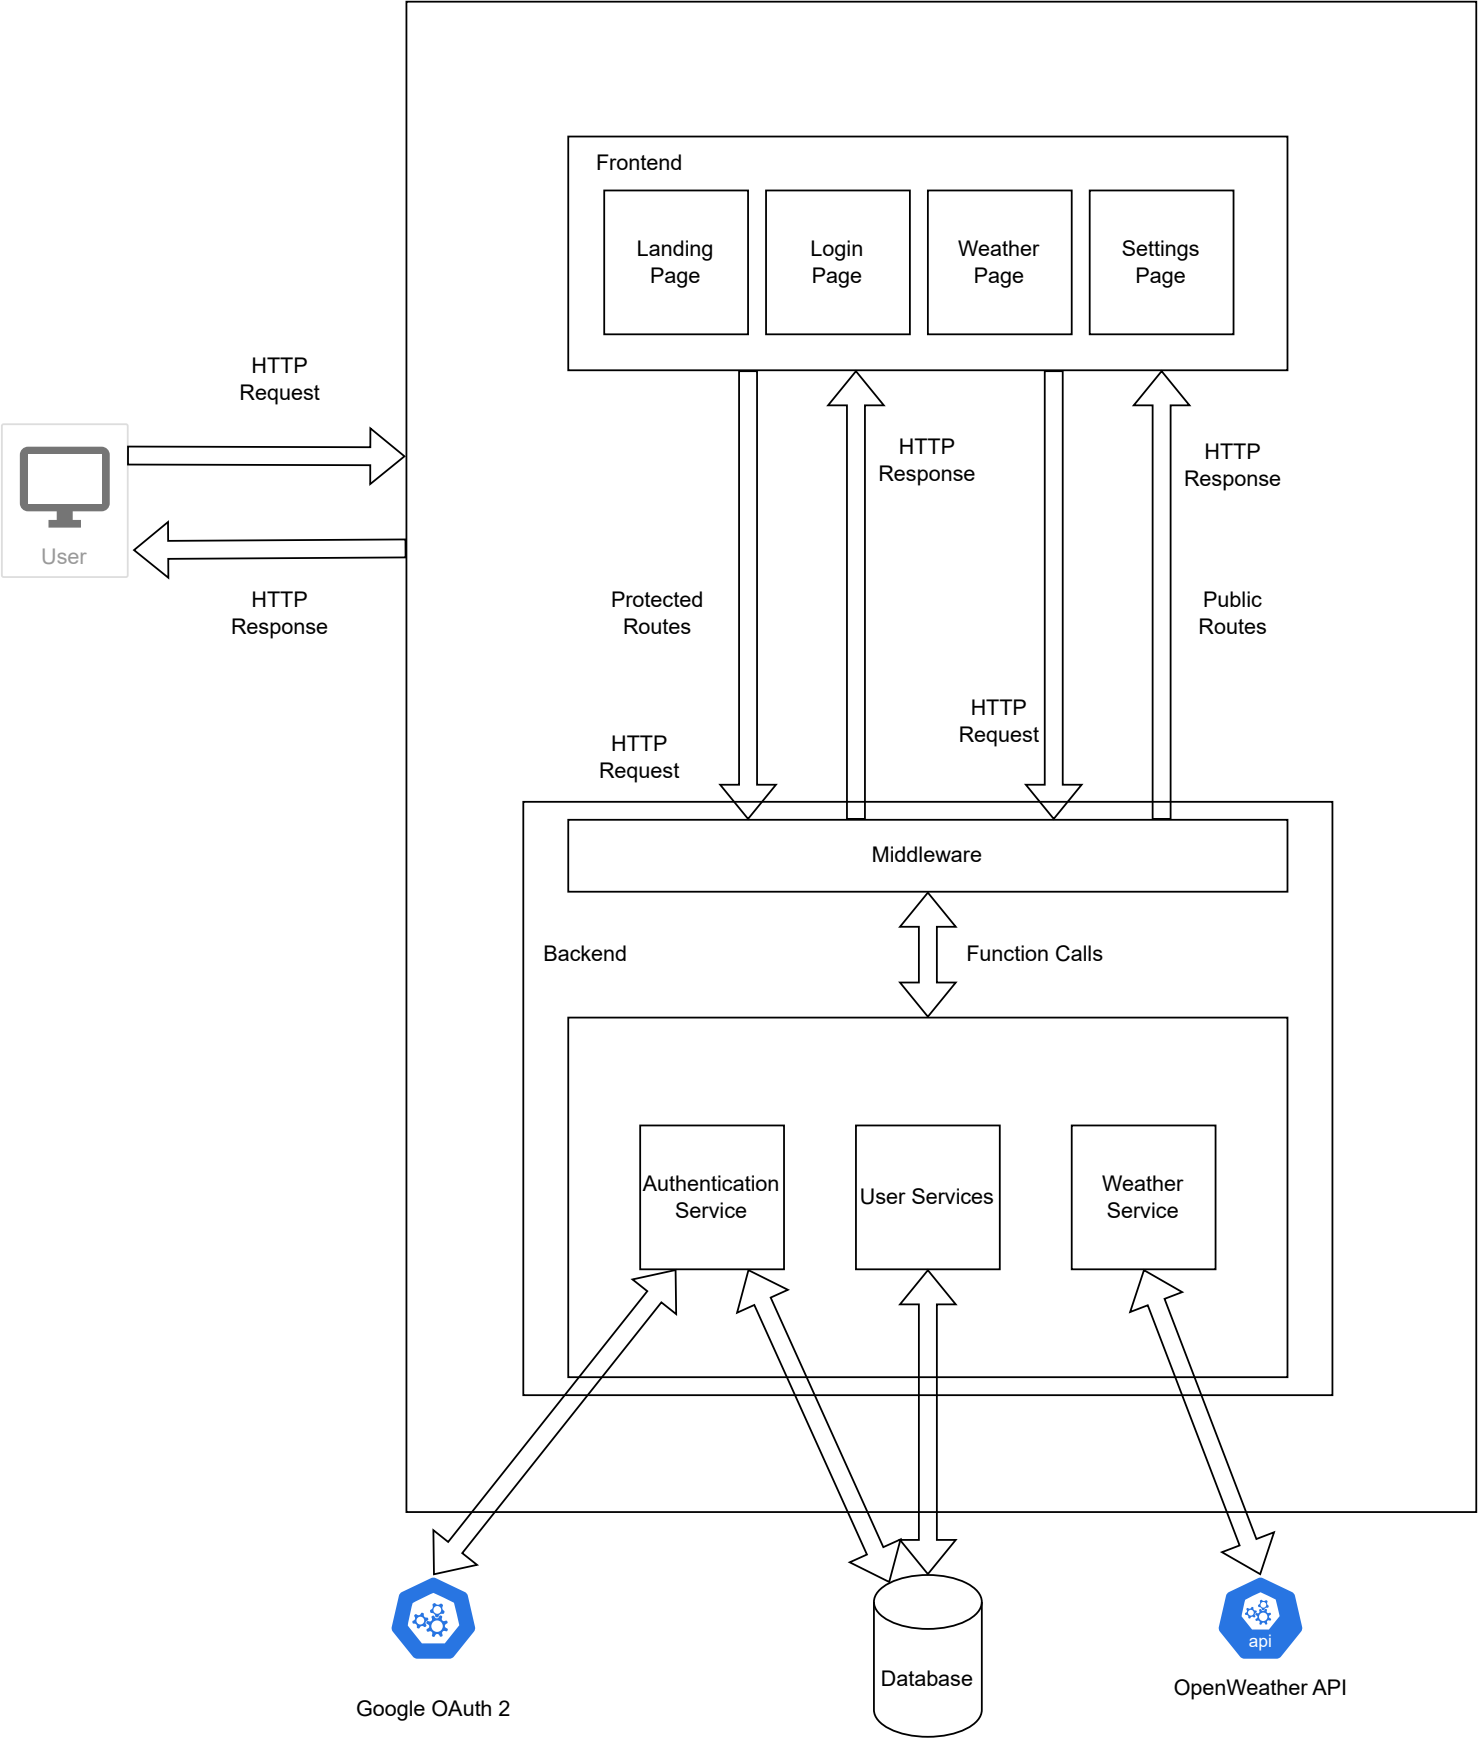 Frontend
Landing
Page
Login
Page
Weather
Page
Settings
Page
HTTP
Request
User
HTTP
Response
HTTP
Response
HTTP
Response
Protected
Routes
Public
Routes
HTTP
Request
HTTP
Request
Middleware
Backend
Function Calls
Authentication
Service
User Services
Weather
Service
Google OAuth 2
Database
api
OpenWeather API